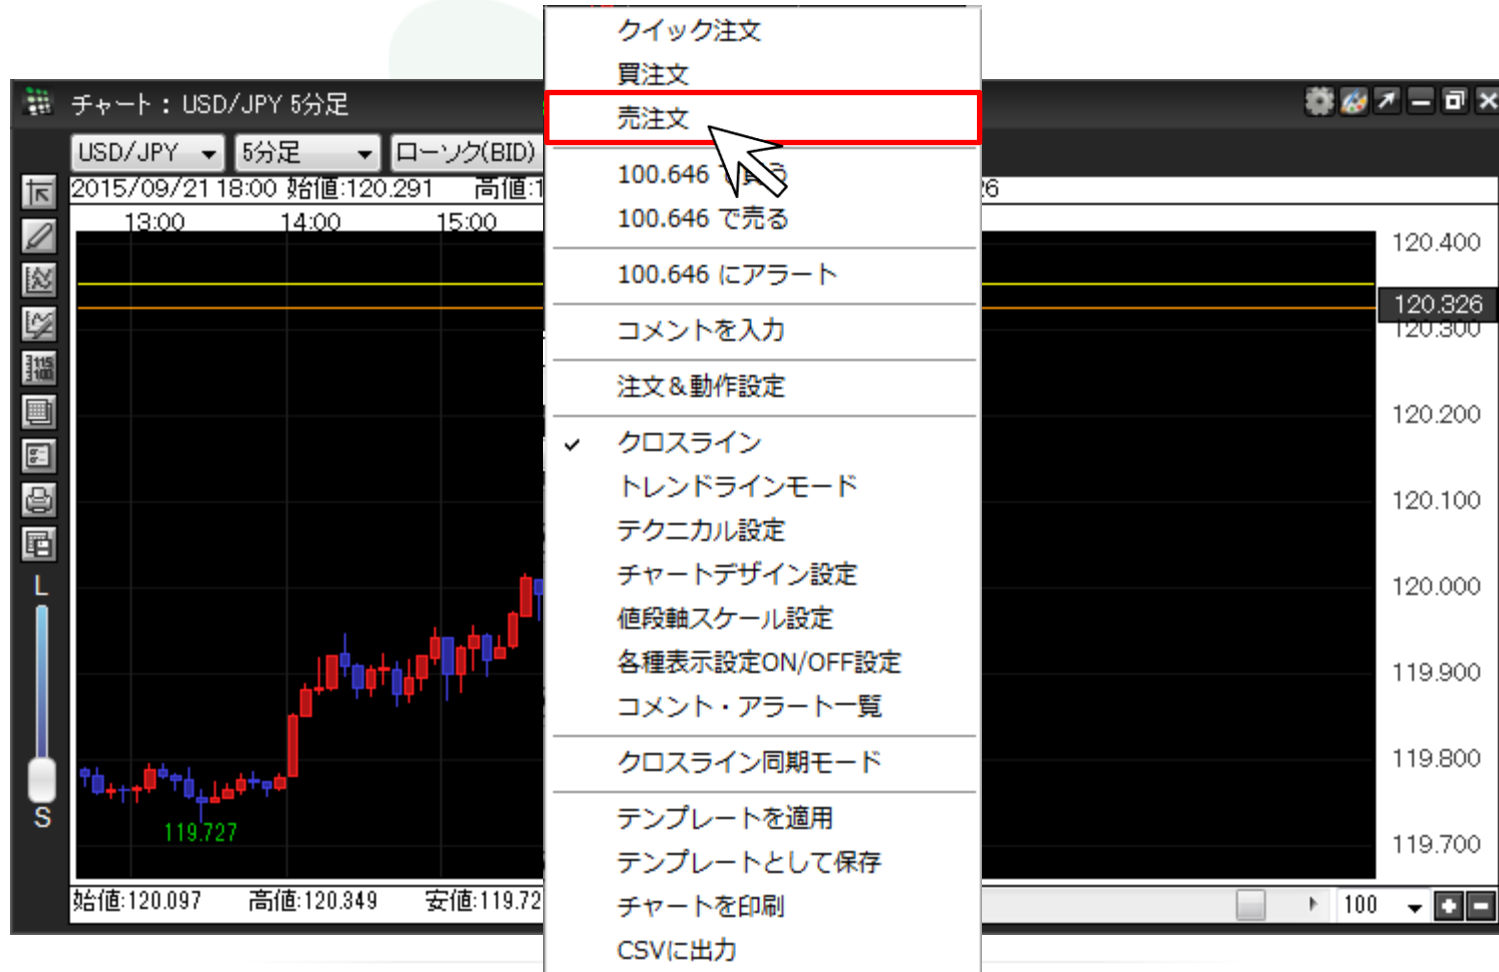 チャート：USD/JPY 5分足
USD/JPY
5分足
ローソク(BID)
2015/09/21 18:00 始値:120.291 高値:1
13:00 14:00 15:00
クイック注文
買注文
売注文
100.646 で買う
100.646 で売る
100.646 にアラート
コメントを入力
注文＆動作設定
クロスライン
トレンドラインモード
テクニカル設定
チャートデザイン設定
値段軸スケール設定
各種表示設定ON/OFF設定
コメント・アラート一覧
クロスライン同期モード
テンプレートを適用
テンプレートとして保存
チャートを印刷
CSVに出力
120.400
120.326
120.300
120.200
120.100
120.000
119.900
119.800
119.700
L
S
119.727
始値:120.097 高値:120.349 安値:119.72
100